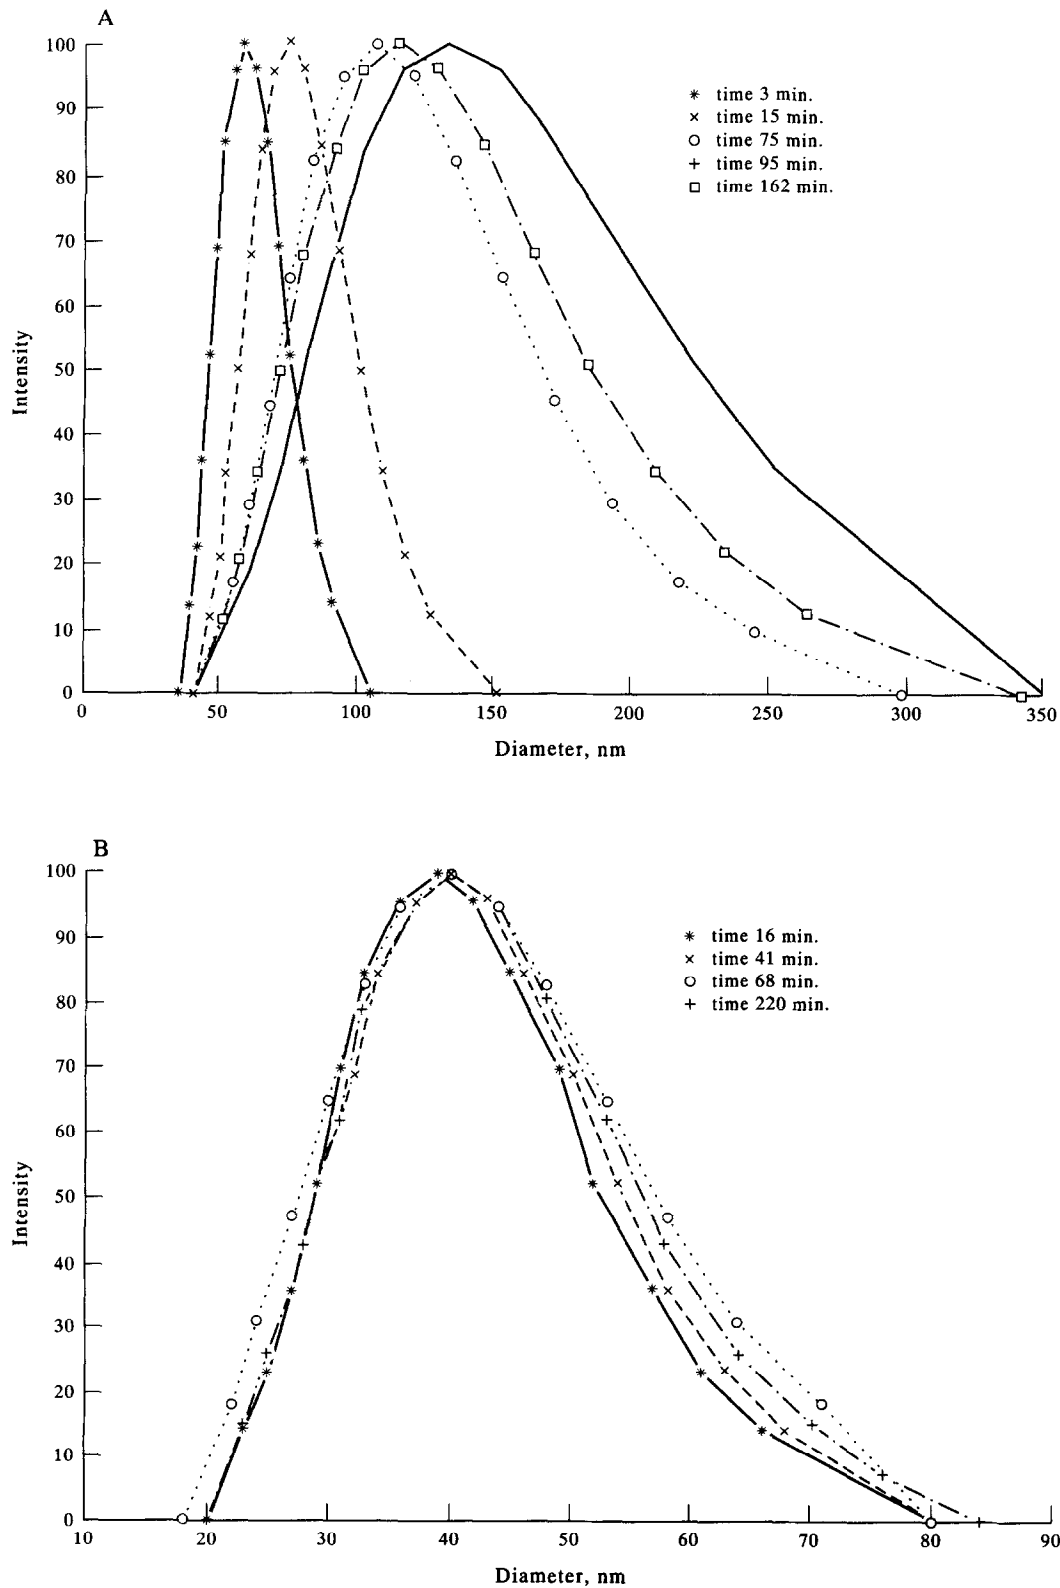 A
100
90
80
70
60
50
40
30
20
10
0
Intensity
* time 3 min.
× time 15 min.
○ time 75 min.
+ time 95 min.
□ time 162 min.
0 50 100 150 200 250 300 350
Diameter, nm
B
100
90
80
70
60
50
40
30
20
10
0
Intensity
* time 16 min.
× time 41 min.
○ time 68 min.
+ time 220 min.
10 20 30 40 50 60 70 80 90
Diameter, nm